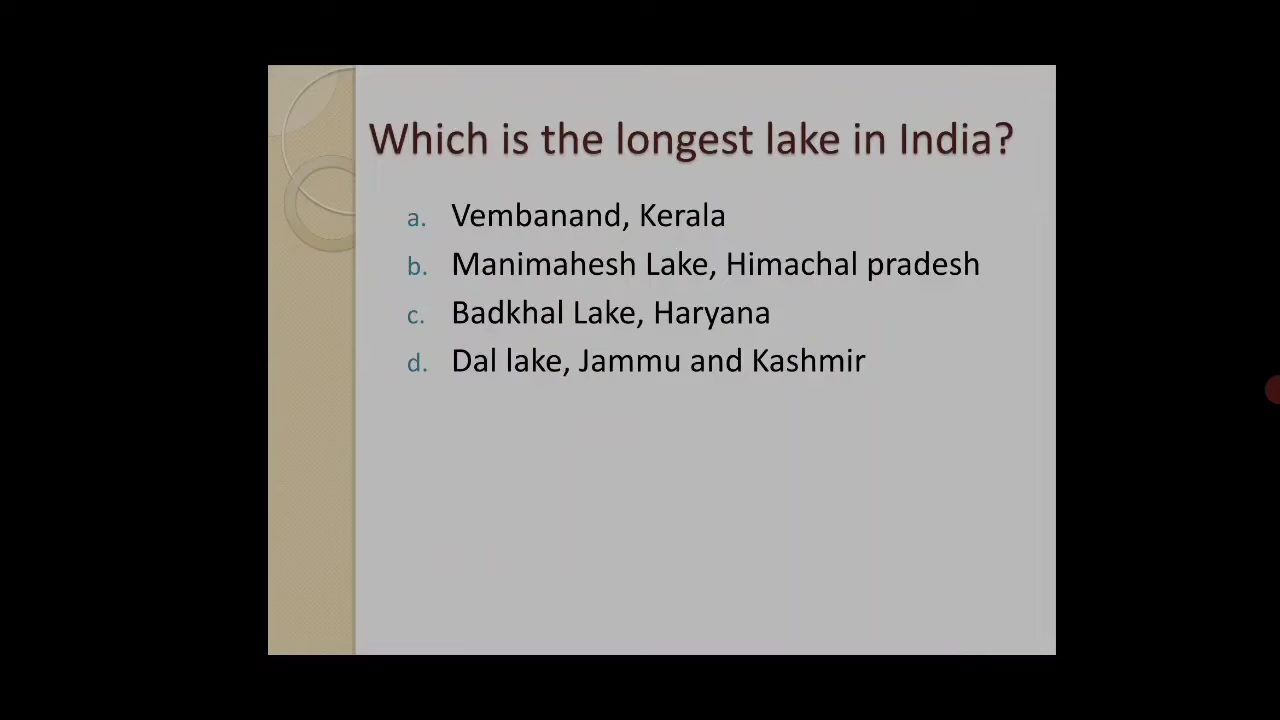 Which is the longest lake in India?
a. Vembanand, Kerala
b. Manimahesh Lake, Himachal pradesh
c. Badkhal Lake, Haryana
d. Dal lake, Jammu and Kashmir